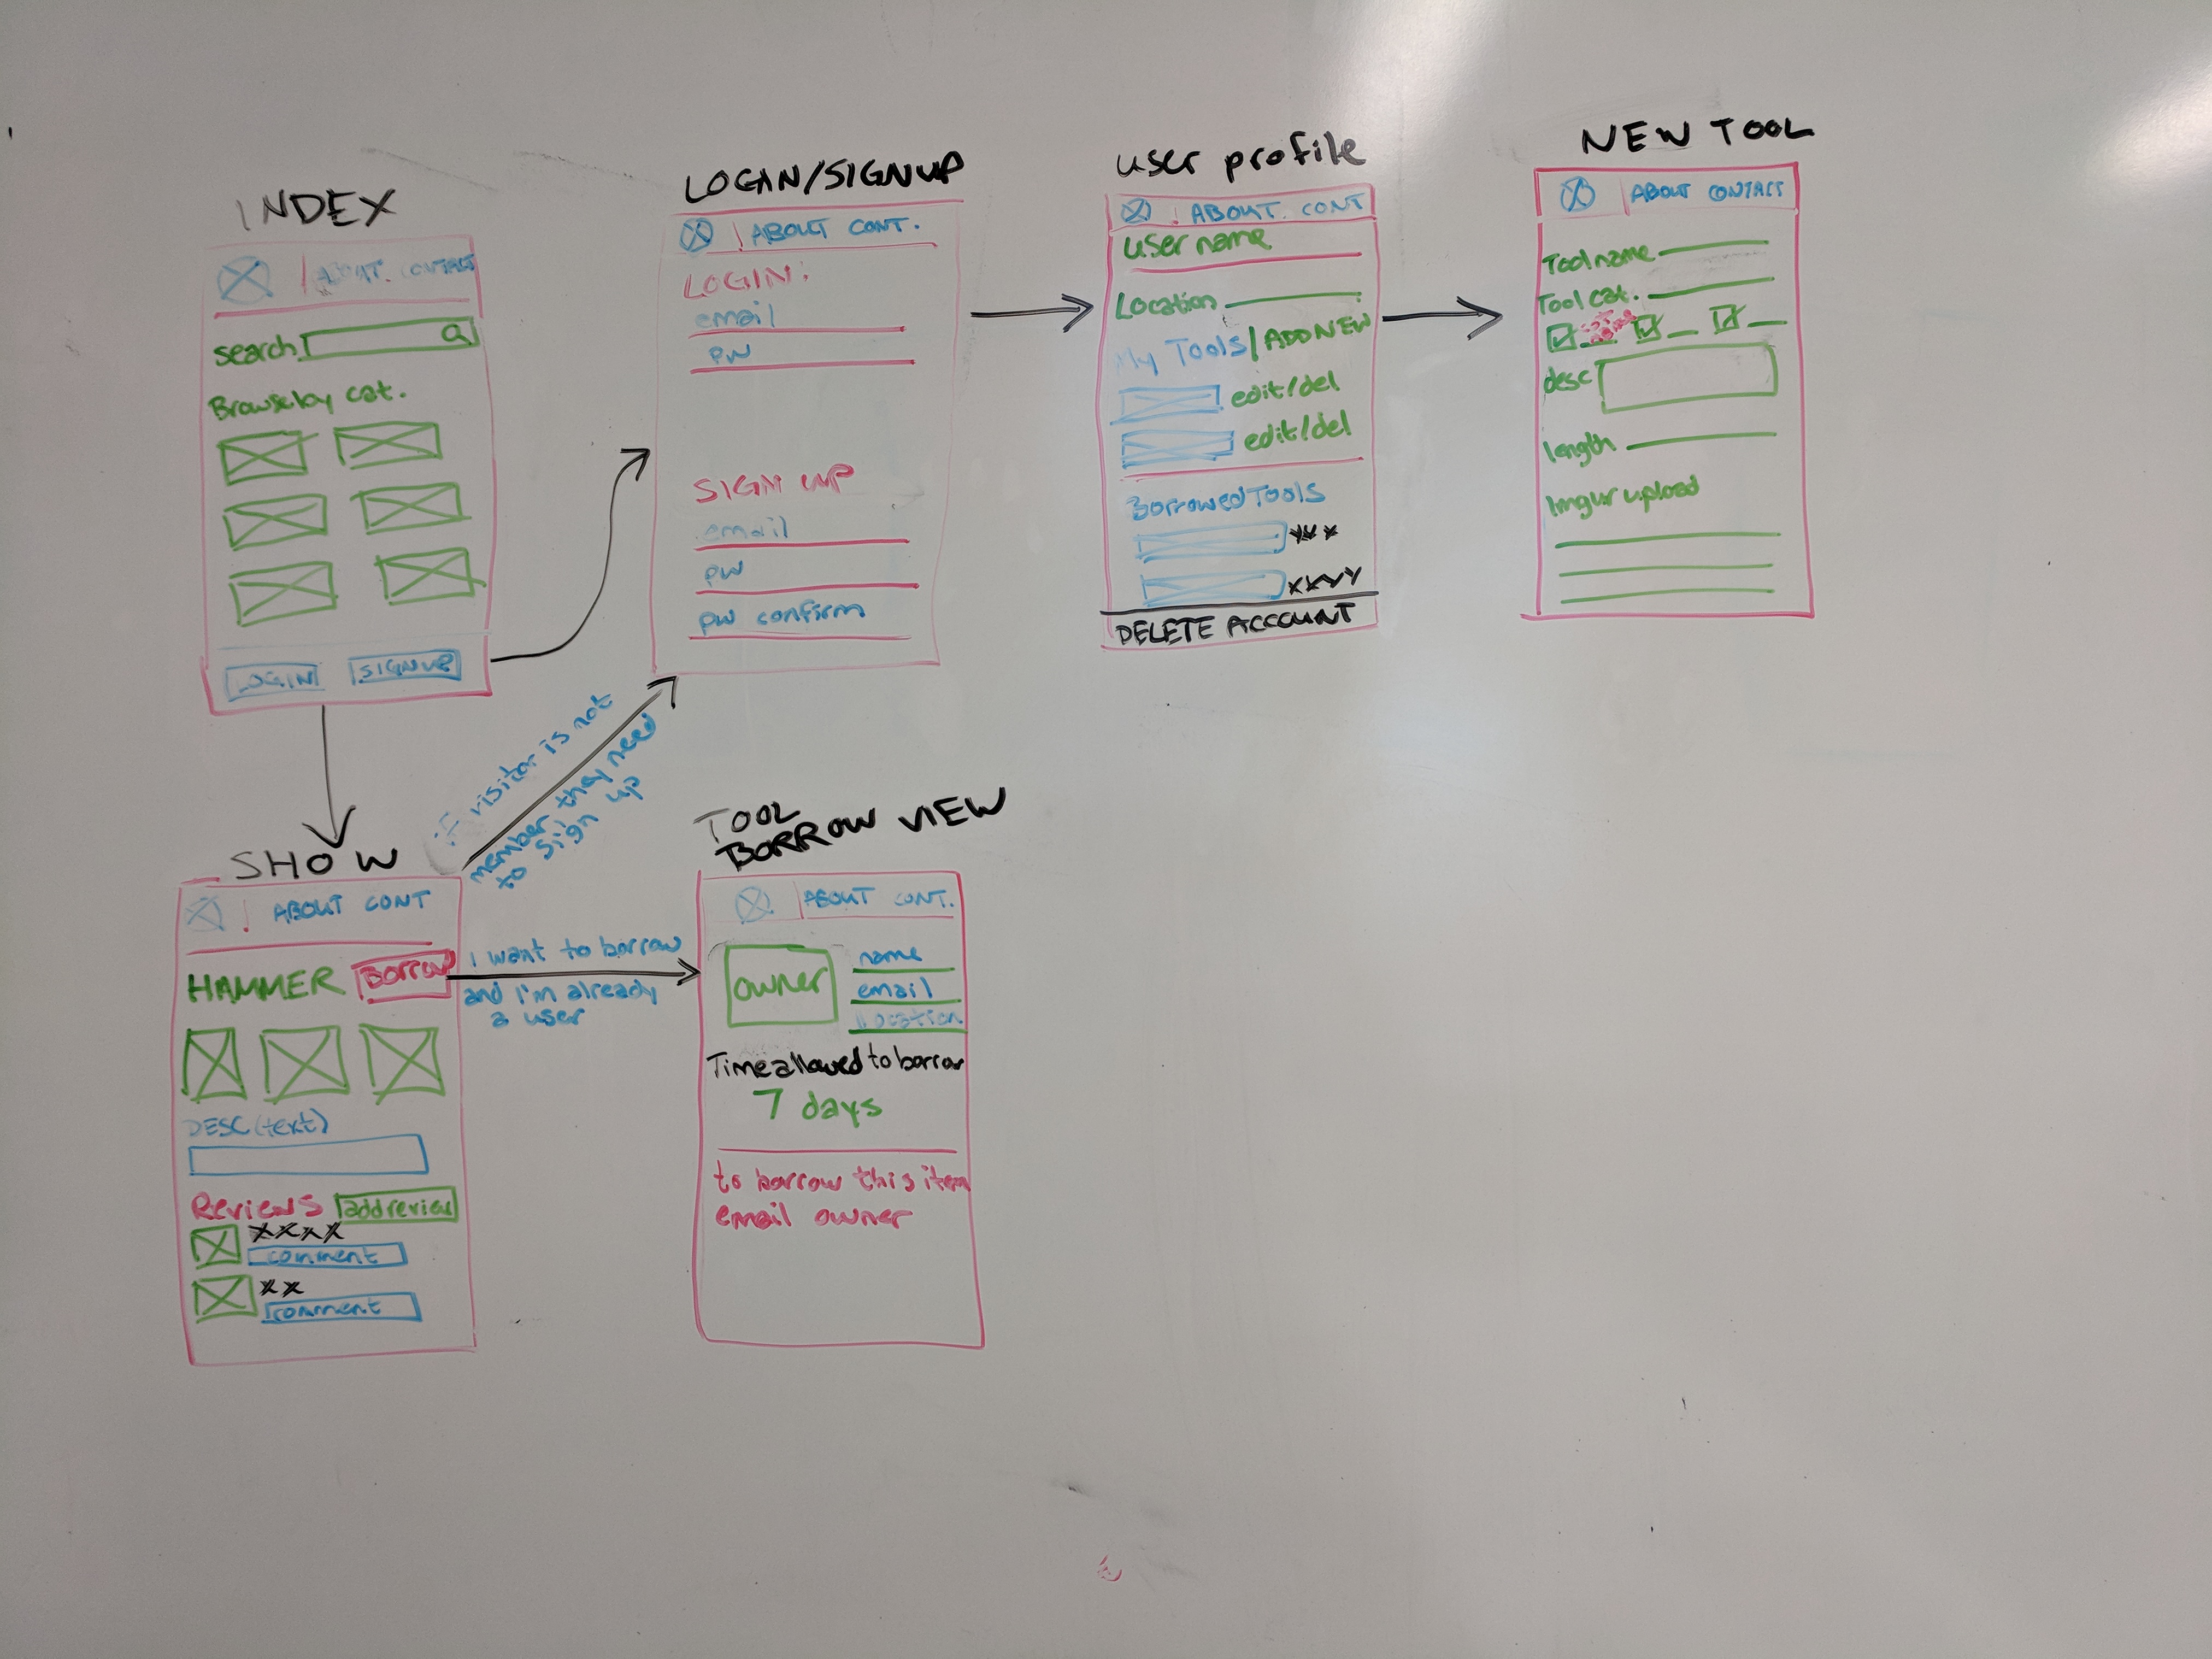 INDEX
ABOUT. CONTACT
search
Browse by cat.
LOGIN
SIGNUP
LOGIN/SIGNUP
ABOUT CONT.
LOGIN:
email
pw
SIGN UP
email
pw
pw confirm
user profile
ABOUT. CONT
user name
Location
My Tools/ADD NEW
edit/del
edit/del
Borrowed Tools
xxx
xxxx
DELETE ACCOUNT
NEW TOOL
ABOUT CONTACT
Tool name
Tool cat.
desc
length
Imgur upload
if visitor is not
member, they need
to sign up
SHOW
ABOUT CONT
HAMMER
Borrow
DESC (text)
Reviews
add review
xxxx
comment
xx
comment
I want to borrow
and I'm already
a user
TOOL
BORROW VIEW
ABOUT CONT.
owner
name
email
location
Time allowed to borrow
7 days
to borrow this item
email owner